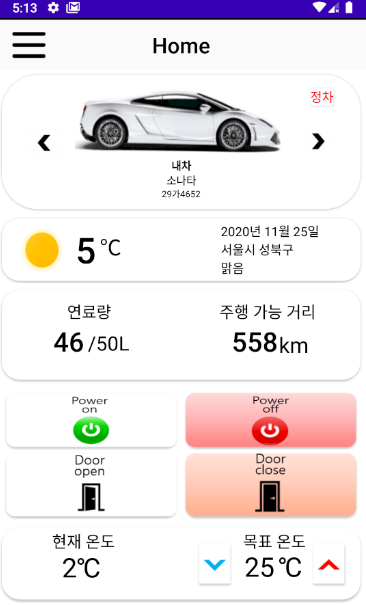 5:13
Home
정차
내차
소나타
29가4652
5 ℃
2020년 11월 25일
서울시 성북구
맑음
연료량
주행 가능 거리
46 /50L
558km
Power
on
Power
off
Door
open
Door
close
현재 온도
목표 온도
2℃
25 ℃